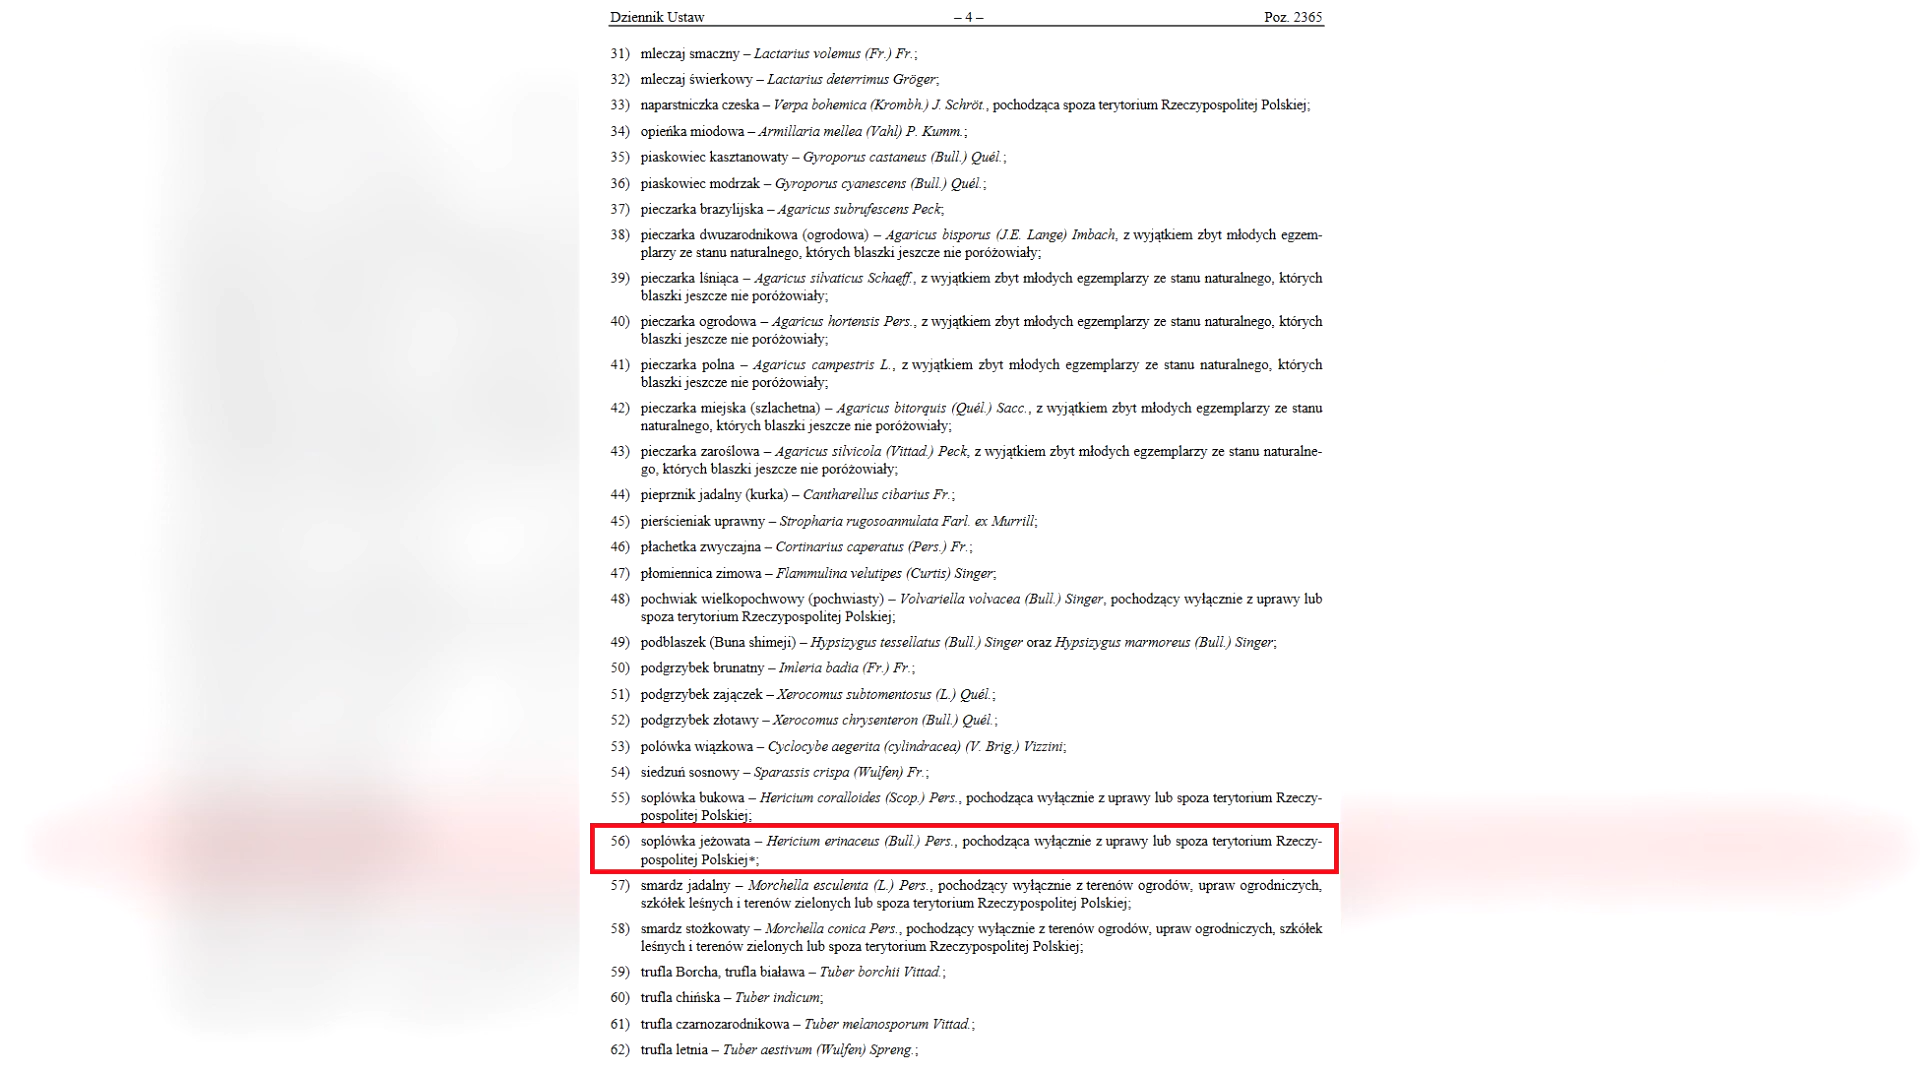 Dziennik Ustaw – 4 – Poz. 2365
31) mleczaj smaczny – Lactarius volemus (Fr.) Fr.;
32) mleczaj świerkowy – Lactarius deterrimus Gröger;
33) naparstniczka czeska – Verpa bohemica (Krombh.) J. Schröt., pochodząca spoza terytorium Rzeczypospolitej Polskiej;
34) opieńka miodowa – Armillaria mellea (Vahl) P. Kumm.;
35) piaskowiec kasztanowaty – Gyroporus castaneus (Bull.) Quél.;
36) piaskowiec modrzak – Gyroporus cyanescens (Bull.) Quél.;
37) pieczarka brazylijska – Agaricus subrufescens Peck;
38) pieczarka dwuzarodnikowa (ogrodowa) – Agaricus bisporus (J.E. Lange) Imbach, z wyjątkiem zbyt młodych egzem-
plarzy ze stanu naturalnego, których blaszki jeszcze nie poróżowiały;
39) pieczarka lśniąca – Agaricus silvaticus Schaeff., z wyjątkiem zbyt młodych egzemplarzy ze stanu naturalnego, których
blaszki jeszcze nie poróżowiały;
40) pieczarka ogrodowa – Agaricus hortensis Pers., z wyjątkiem zbyt młodych egzemplarzy ze stanu naturalnego, których
blaszki jeszcze nie poróżowiały;
41) pieczarka polna – Agaricus campestris L., z wyjątkiem zbyt młodych egzemplarzy ze stanu naturalnego, których
blaszki jeszcze nie poróżowiały;
42) pieczarka miejska (szlachetna) – Agaricus bitorquis (Quél.) Sacc., z wyjątkiem zbyt młodych egzemplarzy ze stanu
naturalnego, których blaszki jeszcze nie poróżowiały;
43) pieczarka zaroślowa – Agaricus silvicola (Vittad.) Peck, z wyjątkiem zbyt młodych egzemplarzy ze stanu naturalne-
go, których blaszki jeszcze nie poróżowiały;
44) pieprznik jadalny (kurka) – Cantharellus cibarius Fr.;
45) pierścieniak uprawny – Stropharia rugosoannulata Farl. ex Murrill;
46) płachetka zwyczajna – Cortinarius caperatus (Pers.) Fr.;
47) płomiennica zimowa – Flammulina velutipes (Curtis) Singer;
48) pochwiak wielkopochwowy (pochwiasty) – Volvariella volvacea (Bull.) Singer, pochodzący wyłącznie z uprawy lub
spoza terytorium Rzeczypospolitej Polskiej;
49) podblaszek (Buna shimeji) – Hypsizygus tessellatus (Bull.) Singer oraz Hypsizygus marmoreus (Bull.) Singer;
50) podgrzybek brunatny – Imleria badia (Fr.) Fr.;
51) podgrzybek zajączek – Xerocomus subtomentosus (L.) Quél.;
52) podgrzybek złotawy – Xerocomus chrysenteron (Bull.) Quél.;
53) polówka wiązkowa – Cyclocybe aegerita (cylindracea) (V. Brig.) Vizzini;
54) siedzuń sosnowy – Sparassis crispa (Wulfen) Fr.;
55) soplówka bukowa – Hericium coralloides (Scop.) Pers., pochodząca wyłącznie z uprawy lub spoza terytorium Rzeczy-
pospolitej Polskiej;
56) soplówka jeżowata – Hericium erinaceus (Bull.) Pers., pochodząca wyłącznie z uprawy lub spoza terytorium Rzeczy-
pospolitej Polskiej*;
57) smardz jadalny – Morchella esculenta (L.) Pers., pochodzący wyłącznie z terenów ogrodów, upraw ogrodniczych,
szkółek leśnych i terenów zielonych lub spoza terytorium Rzeczypospolitej Polskiej;
58) smardz stożkowaty – Morchella conica Pers., pochodzący wyłącznie z terenów ogrodów, upraw ogrodniczych, szkółek
leśnych i terenów zielonych lub spoza terytorium Rzeczypospolitej Polskiej;
59) trufla Borcha, trufla biaława – Tuber borchii Vittad.;
60) trufla chińska – Tuber indicum;
61) trufla czarnozarodnikowa – Tuber melanosporum Vittad.;
62) trufla letnia – Tuber aestivum (Wulfen) Spreng.;